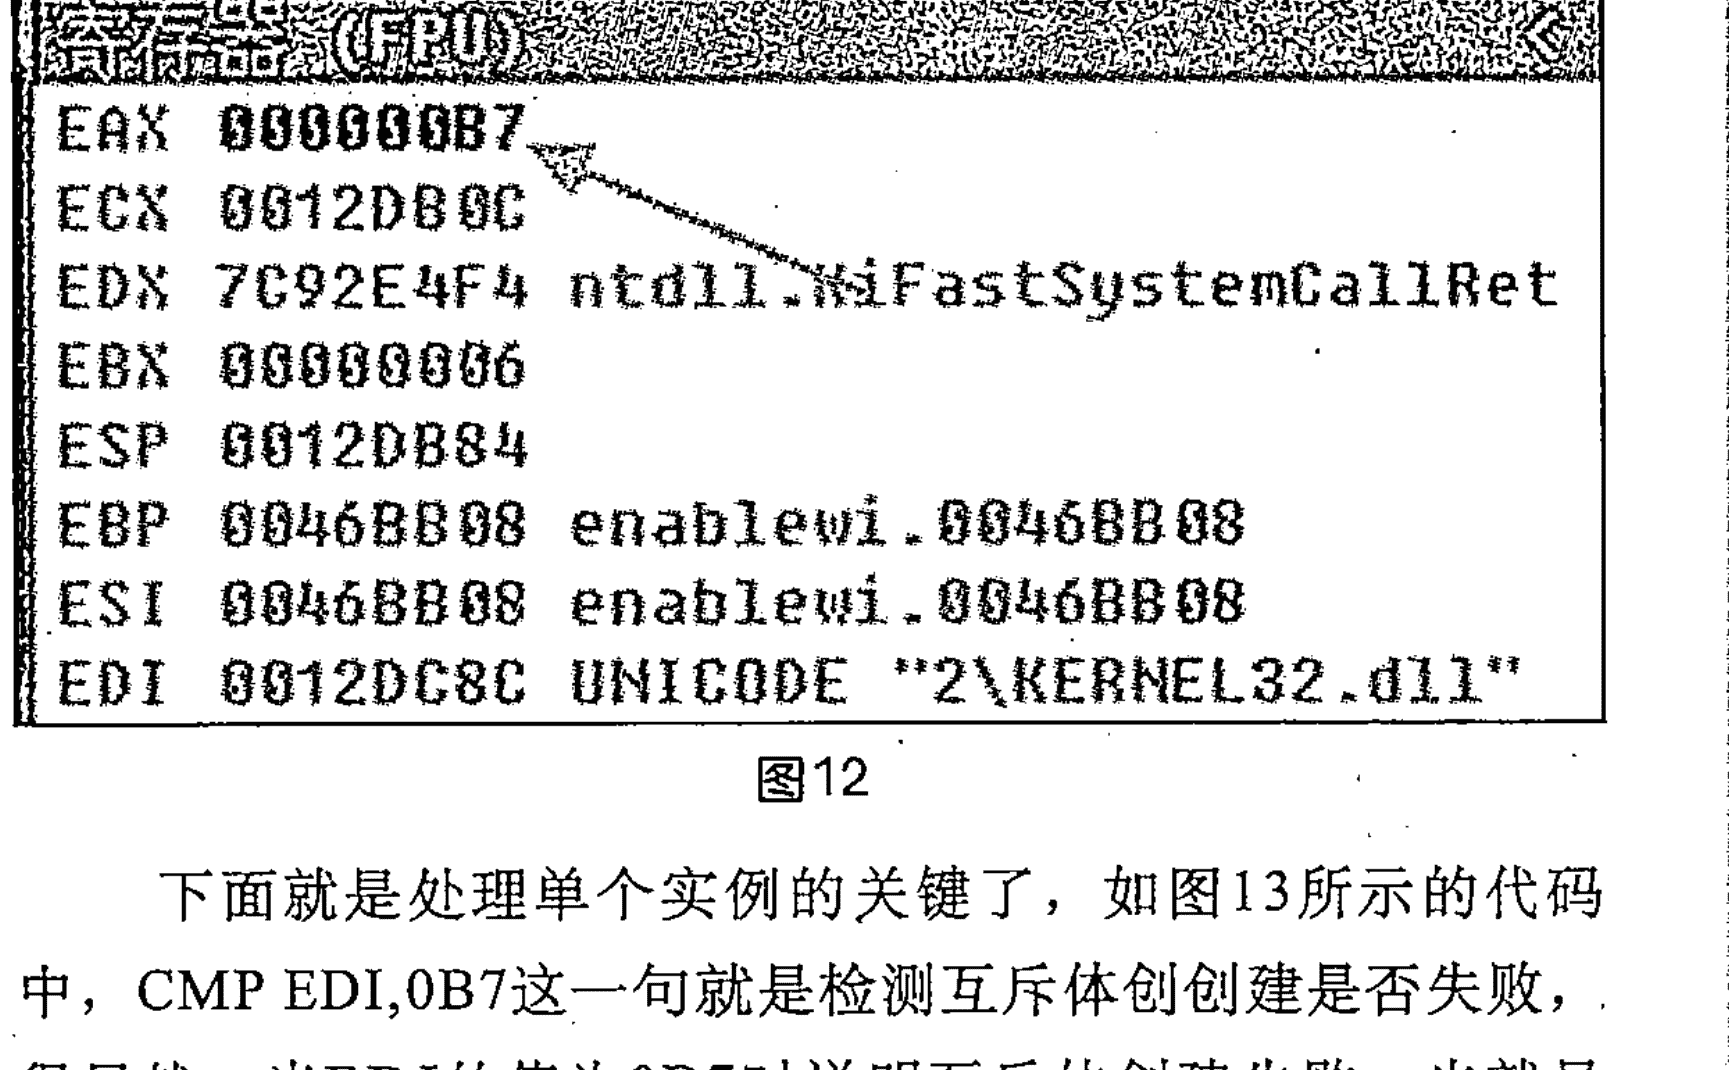 寄存器 (FPU)
EAX 000000B7
ECX 0012DB0C
EDX 7C92E4F4 ntdll.KiFastSystemCallRet
EBX 00000006
ESP 0012DB84
EBP 0046BB08 enablewi.0046BB08
ESI 0046BB08 enablewi.0046BB08
EDI 0012DC8C UNICODE "2\KERNEL32.dll"
图12
下面就是处理单个实例的关键了，如图13所示的代码
中，CMP EDI,0B7这一句就是检测互斥体创创建是否失败，